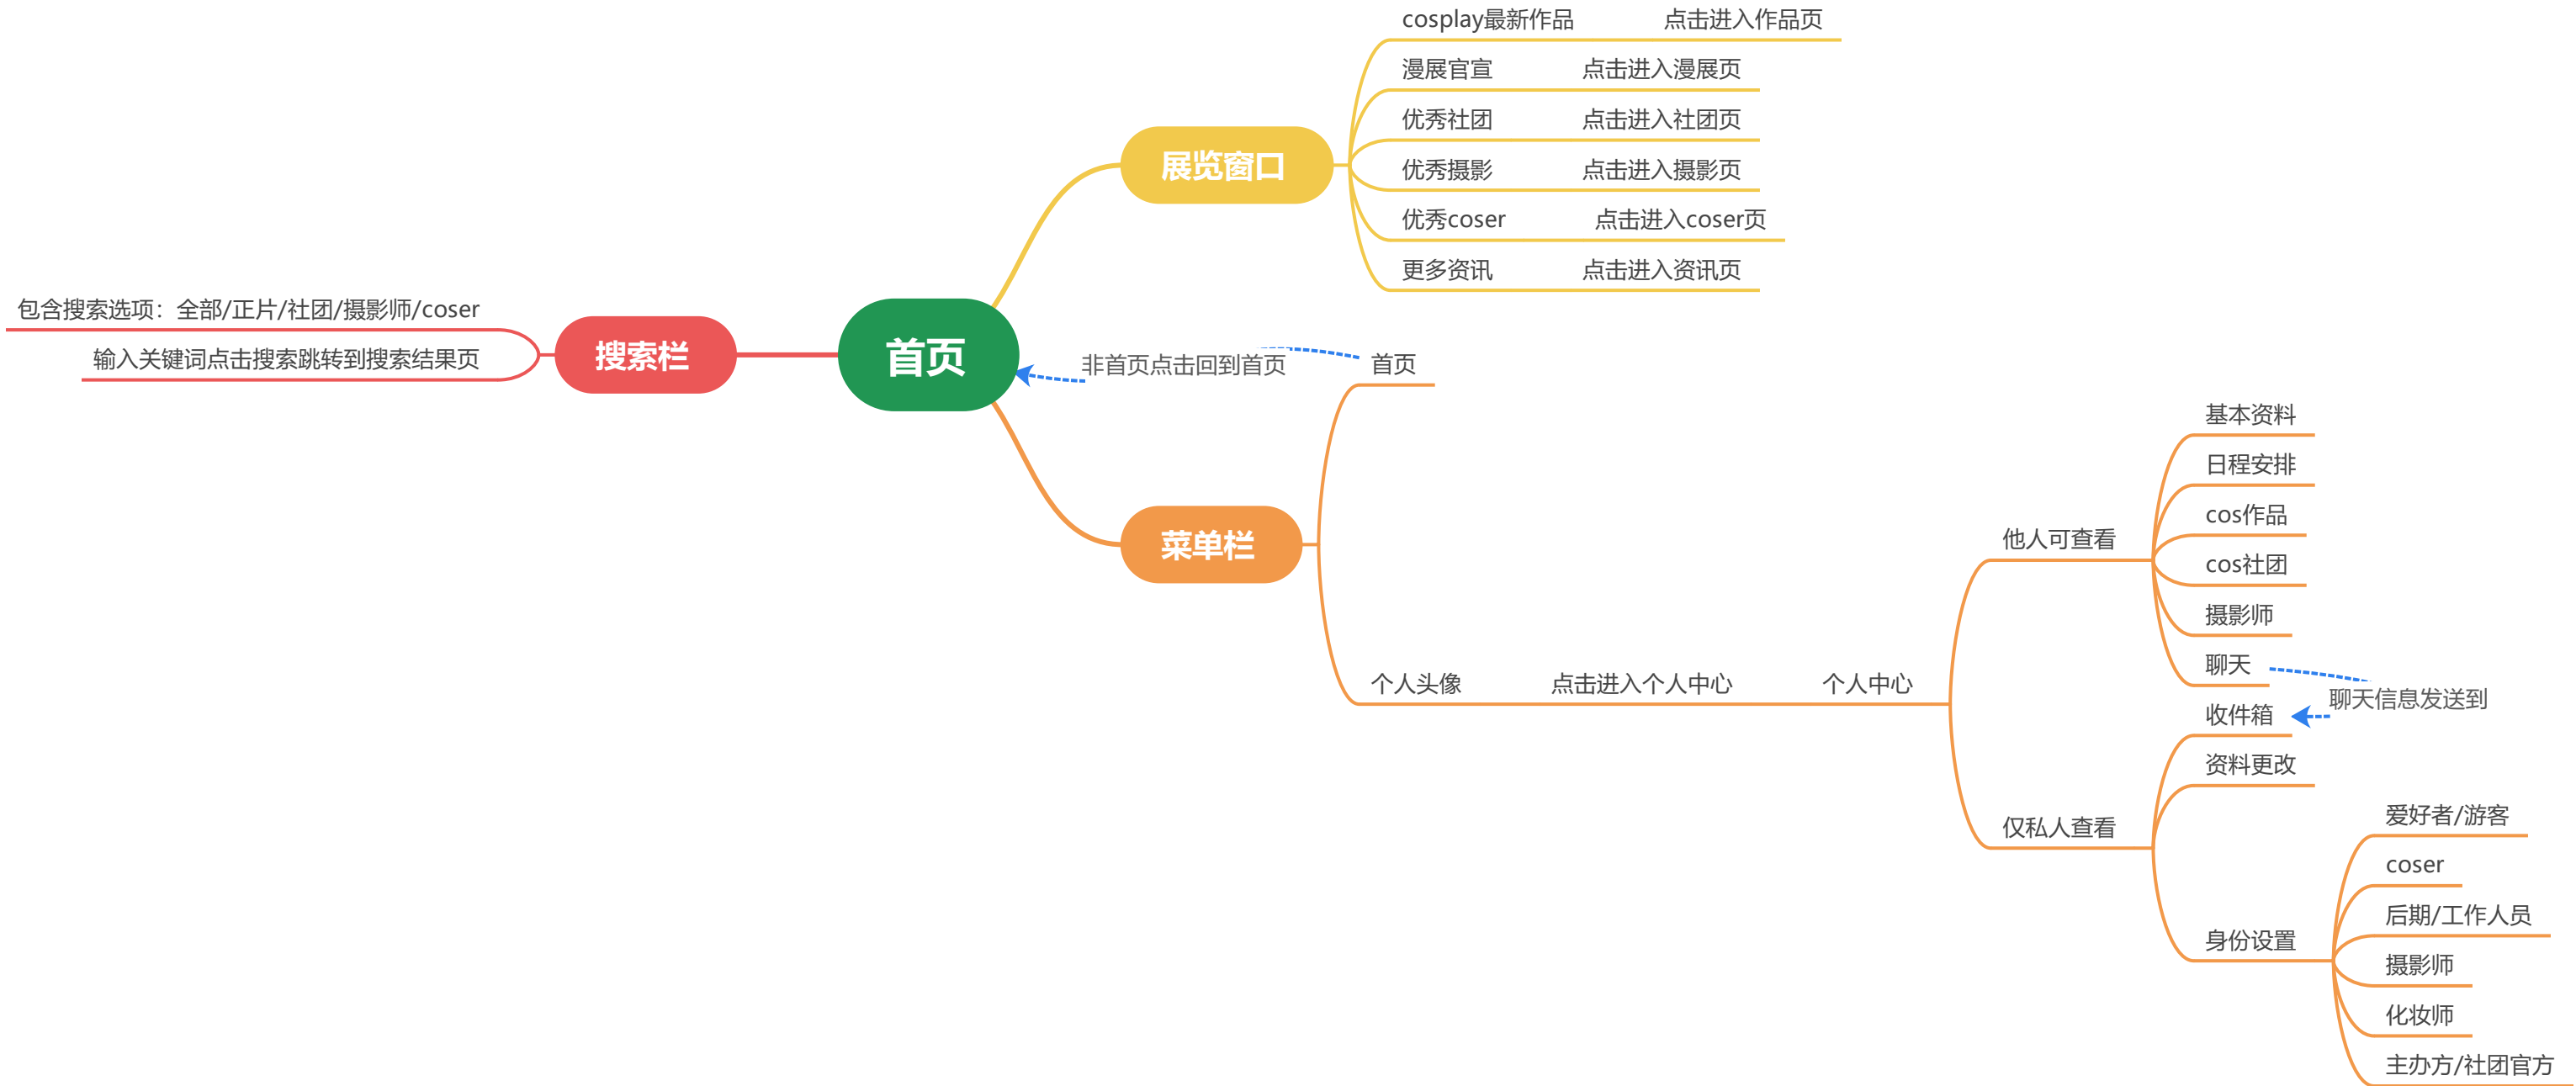 cosplay最新作品
点击进入作品页
漫展官宣
点击进入漫展页
优秀社团
点击进入社团页
优秀摄影
点击进入摄影页
优秀coser
点击进入coser页
更多资讯
点击进入资讯页
展览窗口
包含搜索选项：全部/正片/社团/摄影师/coser
输入关键词点击搜索跳转到搜索结果页
搜索栏
首页
非首页点击回到首页
首页
菜单栏
个人头像
点击进入个人中心
个人中心
他人可查看
基本资料
日程安排
cos作品
cos社团
摄影师
聊天
聊天信息发送到
仅私人查看
收件箱
资料更改
身份设置
爱好者/游客
coser
后期/工作人员
摄影师
化妆师
主办方/社团官方